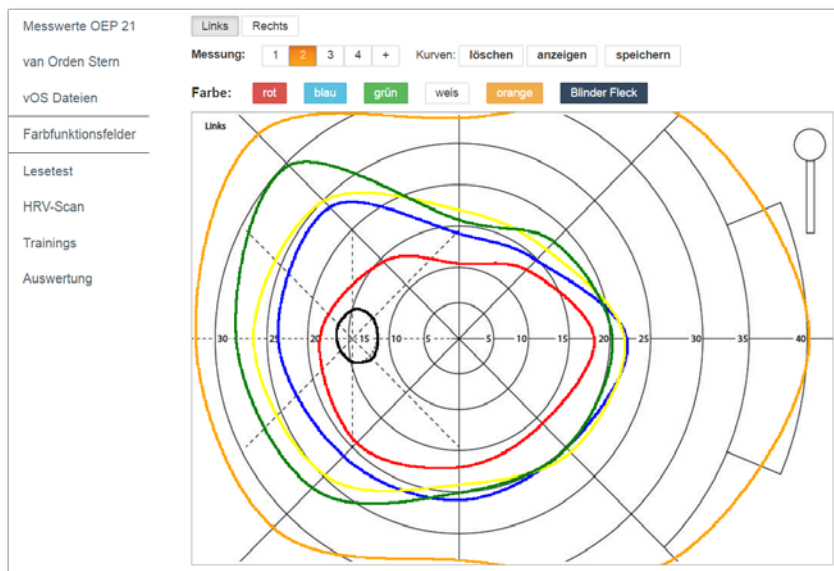 Messwerte OEP 21
van Orden Stern
vOS Dateien
Farbfunktionsfelder
Lesetest
HRV-Scan
Trainings
Auswertung
Links Rechts
Messung: 1 2 3 4 + Kurven: löschen anzeigen speichern
Farbe: rot blau grün weis orange Blinder Fleck
Links
30 25 20 15 10 5 5 10 15 20 25 30 35 40